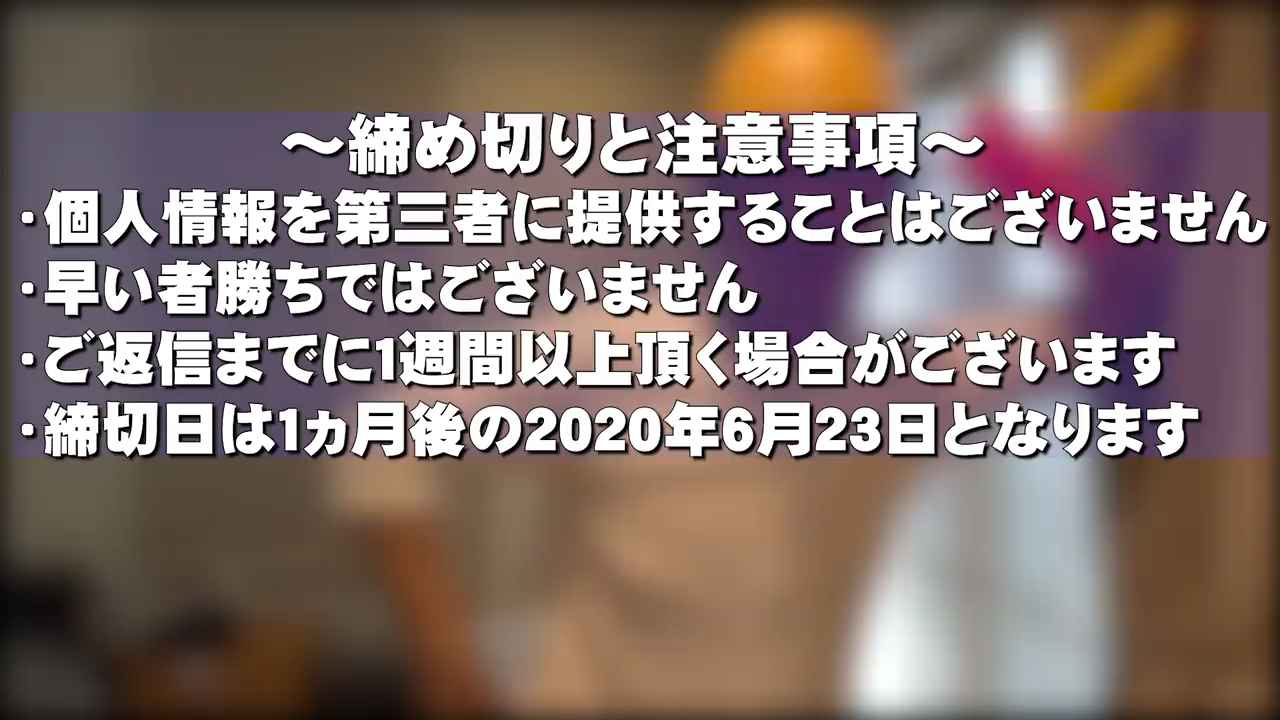 ～締め切りと注意事項～
・個人情報を第三者に提供することはございません
・早い者勝ちではございません
・ご返信までに1週間以上頂く場合がございます
・締切日は1ヵ月後の2020年6月23日となります